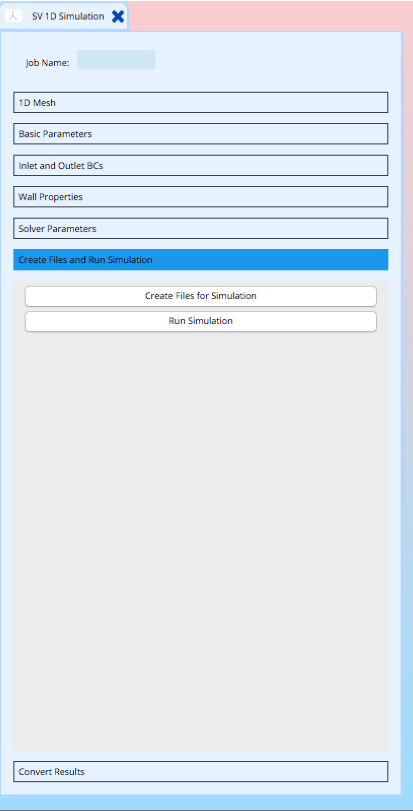 SV 1D Simulation
Job Name:
1D Mesh
Basic Parameters
Inlet and Outlet BCs
Wall Properties
Solver Parameters
Create Files and Run Simulation
Create Files for Simulation
Run Simulation
Convert Results